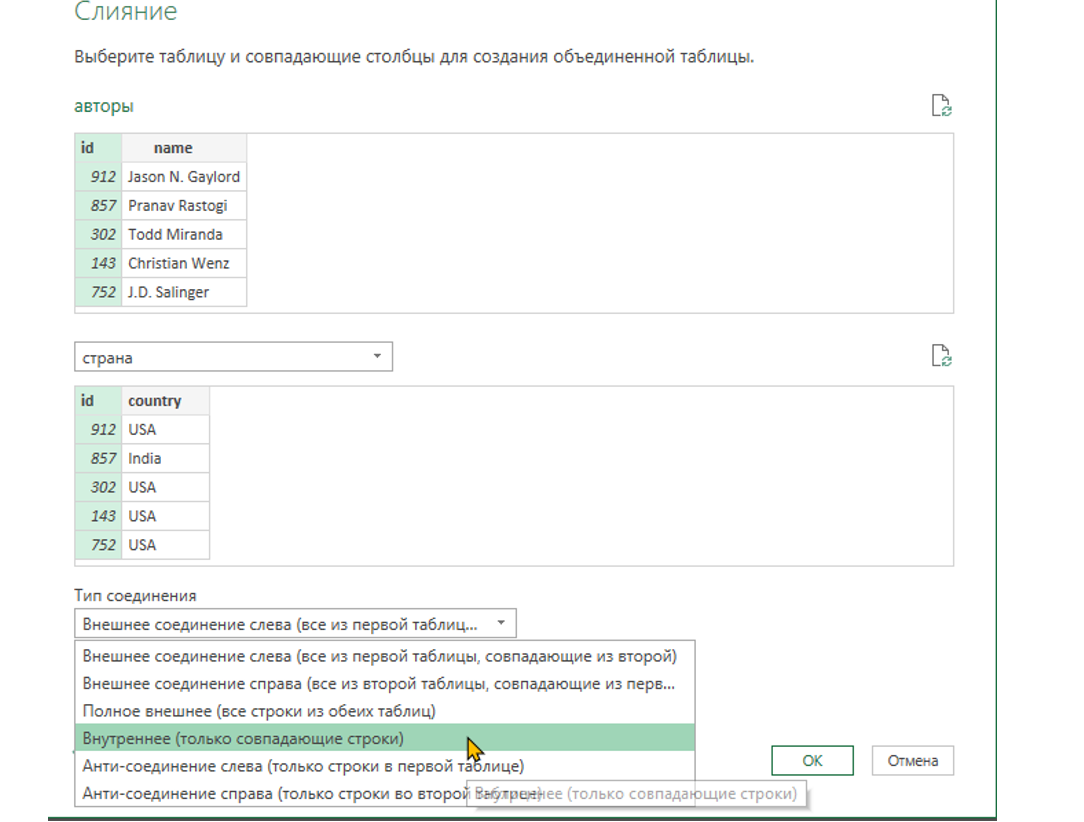 Слияние
Выберите таблицу и совпадающие столбцы для создания объединенной таблицы.
авторы
id name
912 Jason N. Gaylord
857 Pranav Rastogi
302 Todd Miranda
143 Christian Wenz
752 J.D. Salinger
страна
id country
912 USA
857 India
302 USA
143 USA
752 USA
Тип соединения
Внешнее соединение слева (все из первой таблиц...
Внешнее соединение слева (все из первой таблицы, совпадающие из второй)
Внешнее соединение справа (все из второй таблицы, совпадающие из перв...
Полное внешнее (все строки из обеих таблиц)
Внутреннее (только совпадающие строки)
OK Отмена
Анти-соединение слева (только строки в первой таблице)
Анти-соединение справа (только строки во второй таблице)
Внутреннее (только совпадающие строки)